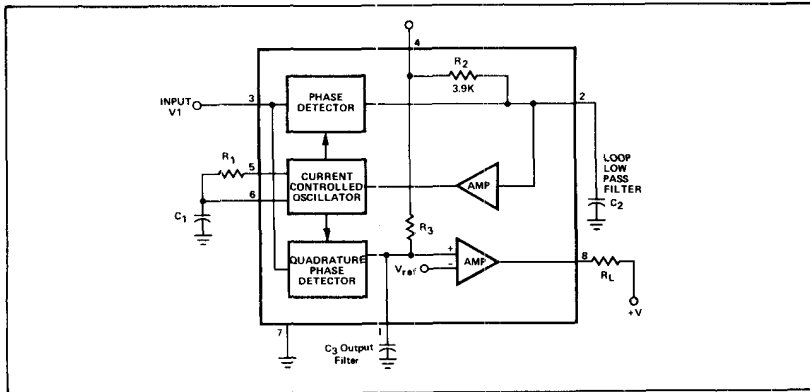 4
R2
3.9K
INPUT
V1
3
PHASE
DETECTOR
2
R1
5
6
C1
CURRENT
CONTROLLED
OSCILLATOR
AMP
LOOP
LOW
PASS
FILTER
C2
R3
QUADRATURE
PHASE
DETECTOR
+
-
Vref
AMP
8
RL
+V
7
1
C3 Output
Filter